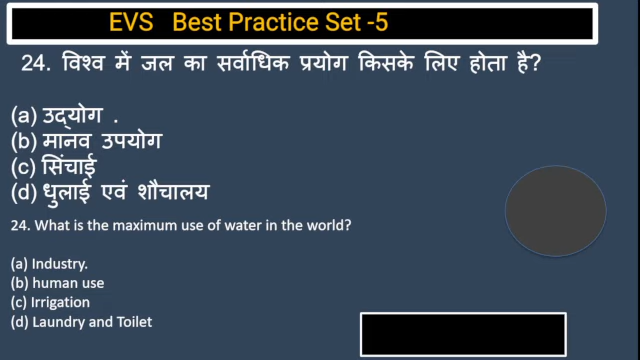 EVS Best Practice Set -5
24. विश्व में जल का सर्वाधिक प्रयोग किसके लिए होता है?
(a) उद्योग .
(b) मानव उपयोग
(c) सिंचाई
(d) धुलाई एवं शौचालय
24. What is the maximum use of water in the world?
(a) Industry.
(b) human use
(c) Irrigation
(d) Laundry and Toilet